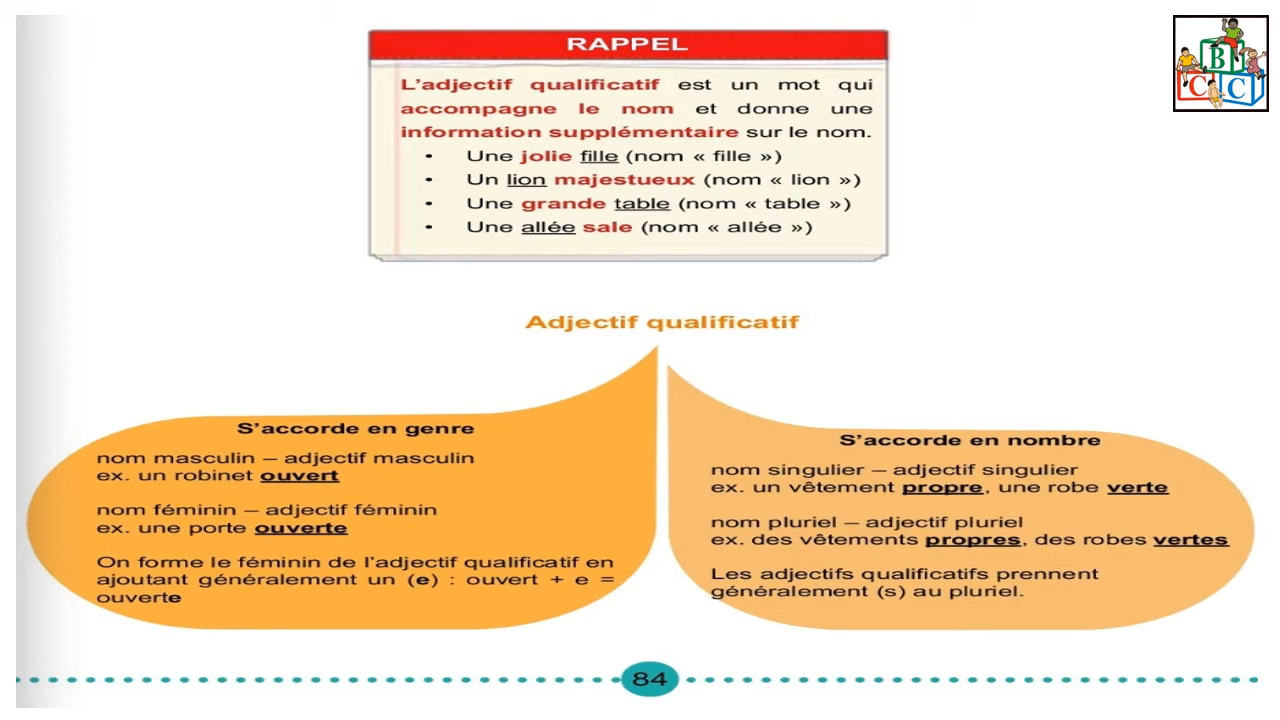 B
C C
RAPPEL
L'adjectif qualificatif est un mot qui
accompagne le nom et donne une
information supplémentaire sur le nom.
• Une jolie fille (nom « fille »)
• Un lion majestueux (nom « lion »)
• Une grande table (nom « table »)
• Une allée sale (nom « allée »)
Adjectif qualificatif
S'accorde en genre
nom masculin – adjectif masculin
ex. un robinet ouvert
nom féminin – adjectif féminin
ex. une porte ouverte
On forme le féminin de l'adjectif qualificatif en
ajoutant généralement un (e) : ouvert + e =
ouverte
S'accorde en nombre
nom singulier – adjectif singulier
ex. un vêtement propre, une robe verte
nom pluriel – adjectif pluriel
ex. des vêtements propres, des robes vertes
Les adjectifs qualificatifs prennent
généralement (s) au pluriel.
84